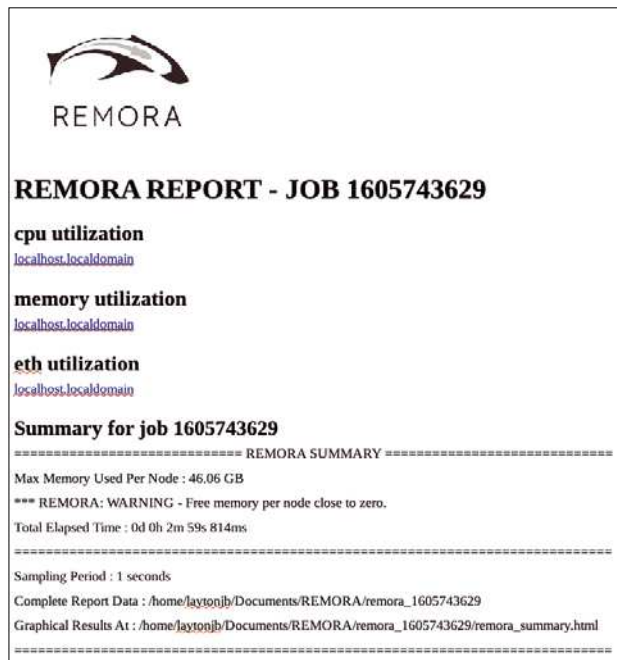 REMORA
REMORA REPORT - JOB 1605743629
cpu utilization
localhost.localdomain
memory utilization
localhost.localdomain
eth utilization
localhost.localdomain
Summary for job 1605743629
============================ REMORA SUMMARY ============================
Max Memory Used Per Node : 46.06 GB
*** REMORA: WARNING - Free memory per node close to zero.
Total Elapsed Time : 0d 0h 2m 59s 814ms
=========================================================================
Sampling Period : 1 seconds
Complete Report Data : /home/laytonjb/Documents/REMORA/remora_1605743629
Graphical Results At : /home/laytonjb/Documents/REMORA/remora_1605743629/remora_summary.html
=========================================================================